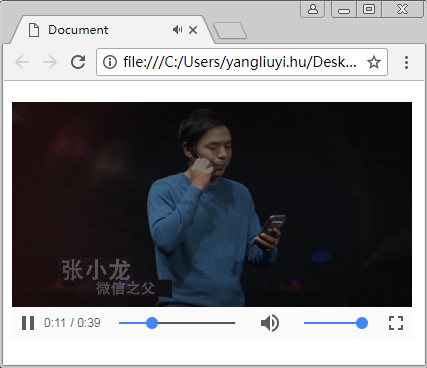 Document
file:///C:/Users/yangliuyi.hu/Desk...
张小龙
微信之父
0:11 / 0:39